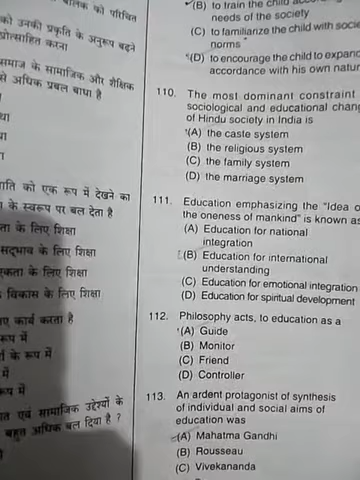 बालक को परिचित
को उनकी प्रकृति के अनुरूप बढ़ने
प्रोत्साहित करना
समाज के सामाजिक और शैक्षिक
से अधिक प्रबल बाधा है
था
जाति को एक रूप में देखने का
के स्वरूप पर बल देता है
ता के लिए शिक्षा
सद्भाव के लिए शिक्षा
एकता के लिए शिक्षा
विकास के लिए शिक्षा
कार्य करता है
रूप में
के रूप में
में
रूप में
एवं सामाजिक उद्देश्यों के
बहुत अधिक बल दिया है ?
(B) to train the child
needs of the society
(C) to familiarize the child with
norms
(D) to encourage the child to
accordance with his own
110. The most dominant constraint
sociological and educational
of Hindu society in India is
(A) the caste system
(B) the religious system
(C) the family system
(D) the marriage system
111. Education emphasizing the "Idea
the oneness of mankind" is known
(A) Education for national
integration
(B) Education for international
understanding
(C) Education for emotional integration
(D) Education for spiritual development
112. Philosophy acts, to education as a
(A) Guide
(B) Monitor
(C) Friend
(D) Controller
113. An ardent protagonist of synthesis
of individual and social aims of
education was
(A) Mahatma Gandhi
(B) Rousseau
(C) Vivekananda